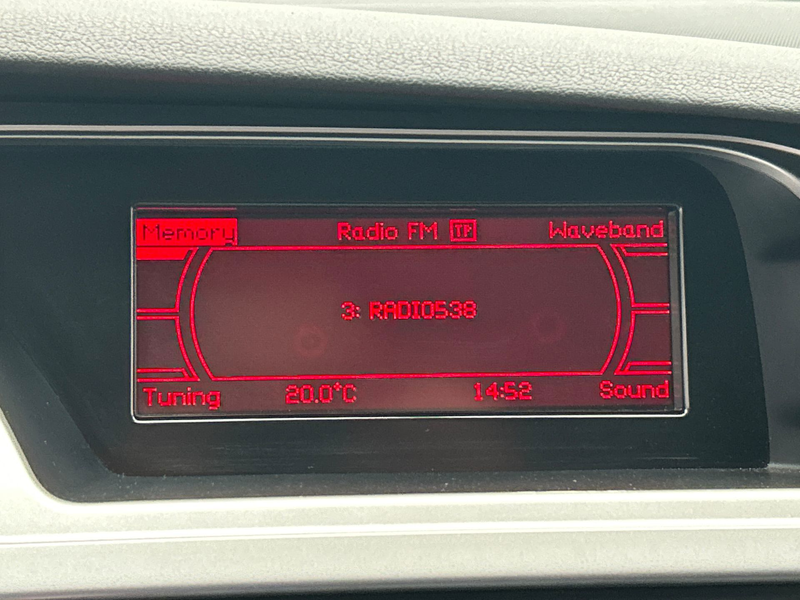 Memory Radio FM TP Waveband
3: RADIO538
Tuning 20.0°C 14:52 Sound